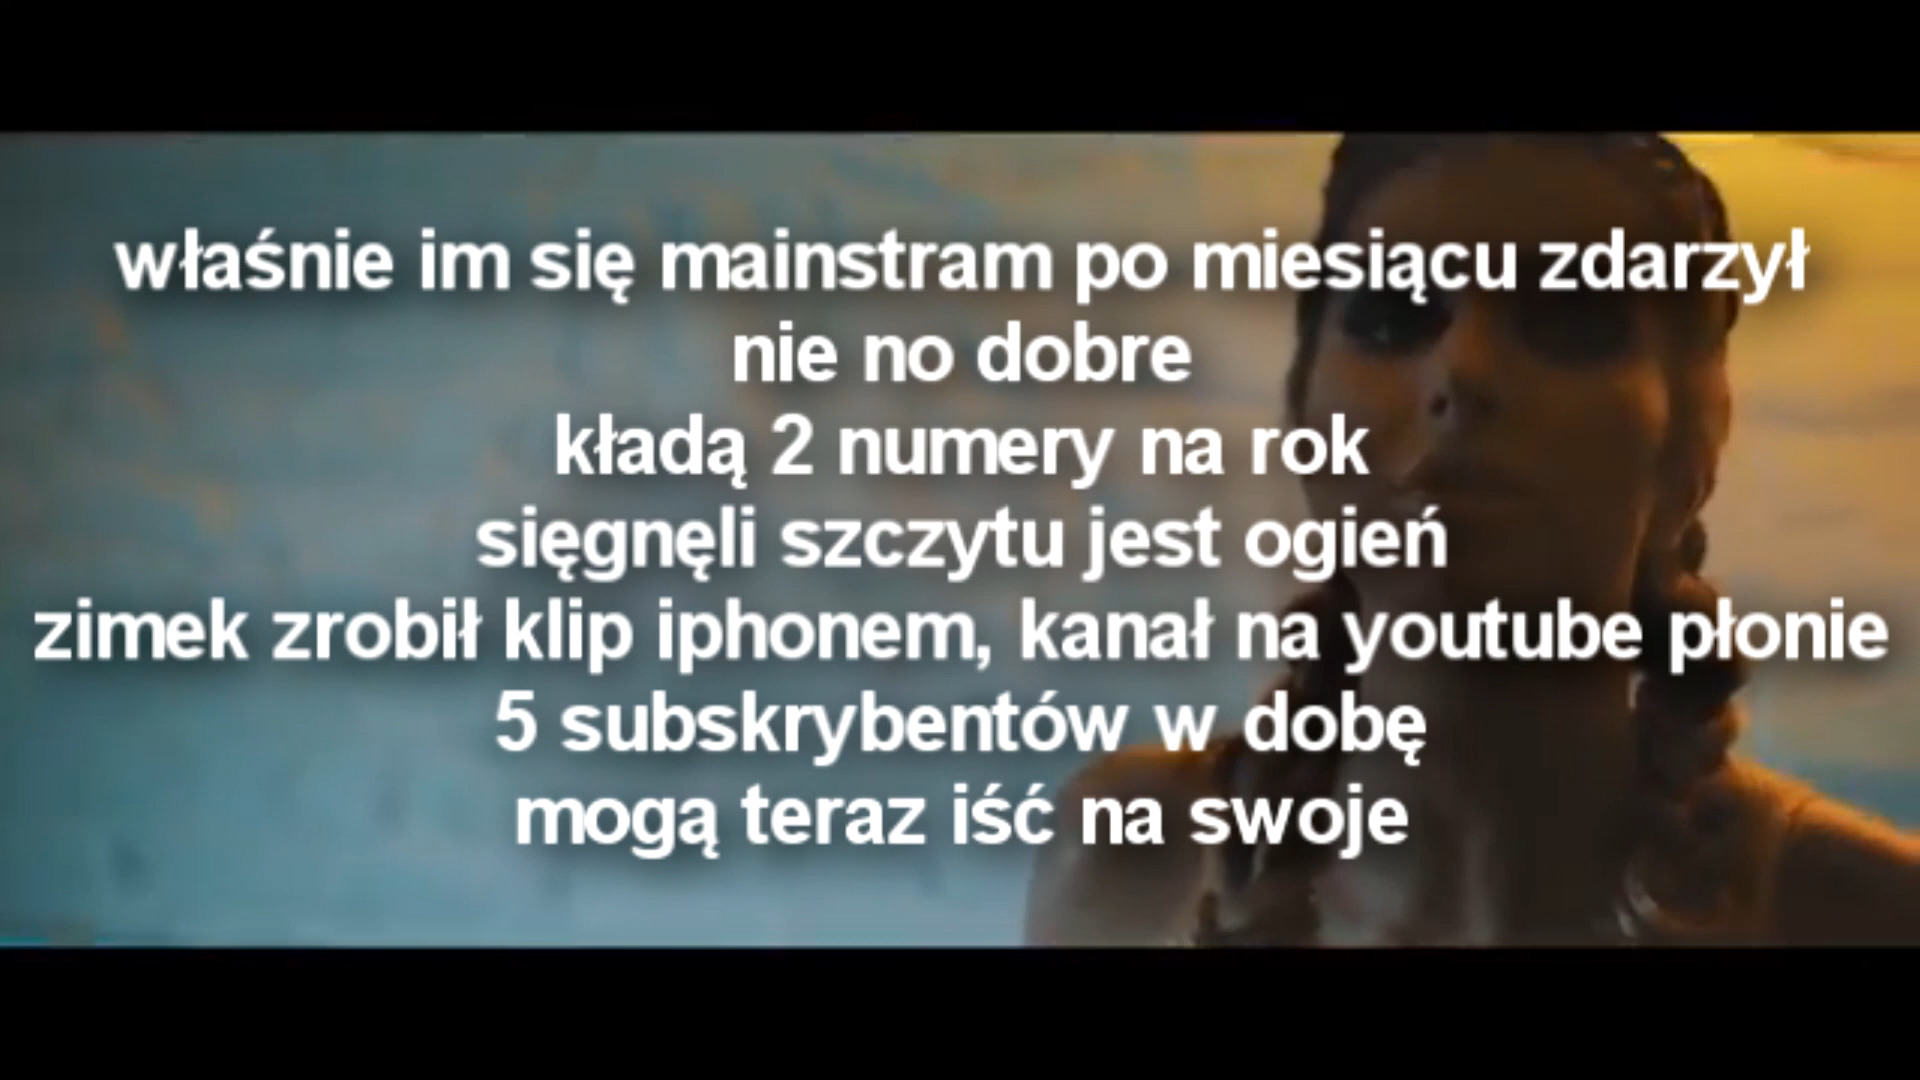 właśnie im się mainstram po miesiącu zdarzył
nie no dobre
kładą 2 numery na rok
sięgnęli szczytu jest ogień
zimek zrobił klip iphonem, kanał na youtube płonie
5 subskrybentów w dobę
mogą teraz iść na swoje